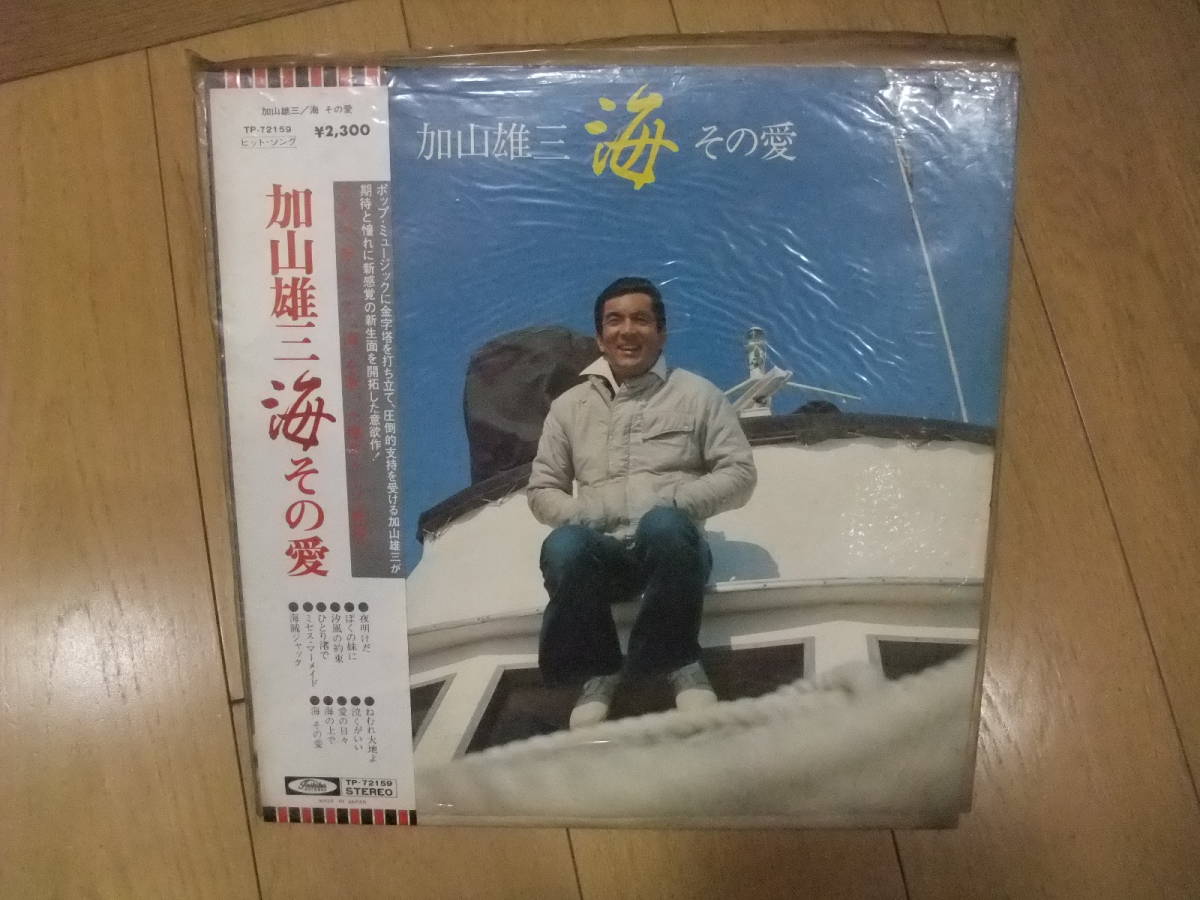 加山雄三/海 その愛
TP-72159
ヒット・ソング
¥2,300
加山雄三 海 その愛
ポップ・ミュージックに金字塔を打ち立て、圧倒的支持を受ける加山雄三が
期待と憧れに新感覚の新生面を開拓した意欲作!
加山雄三 海 その愛
●夜明けだ
●ぼくの妹に
●汐風の約束
●ひとり渚で
●ミセス・マーメイド
●海賊ジャック
●ねむれ大地よ
●泣くがいい
●愛の日々
●海の上で
●海 その愛
Toshiba
TP-72159
STEREO
MADE IN JAPAN